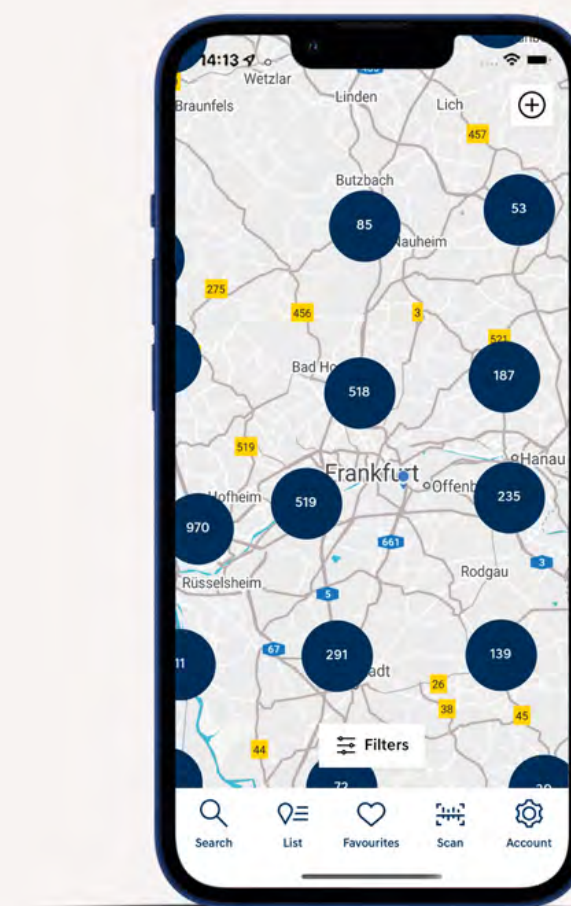 14:13
Wetzlar
Braunfels
Linden
Lich
457
Butzbach
53
85
Nauheim
275
456
3
521
Bad Ho
187
518
519
Frankfurt
Hanau
Offenb
Hofheim
519
235
970
661
3
Rüsselsheim
Rodgau
5
67
291
139
11
adt
26
38
45
44
Filters
72
Search
List
Favourites
Scan
Account